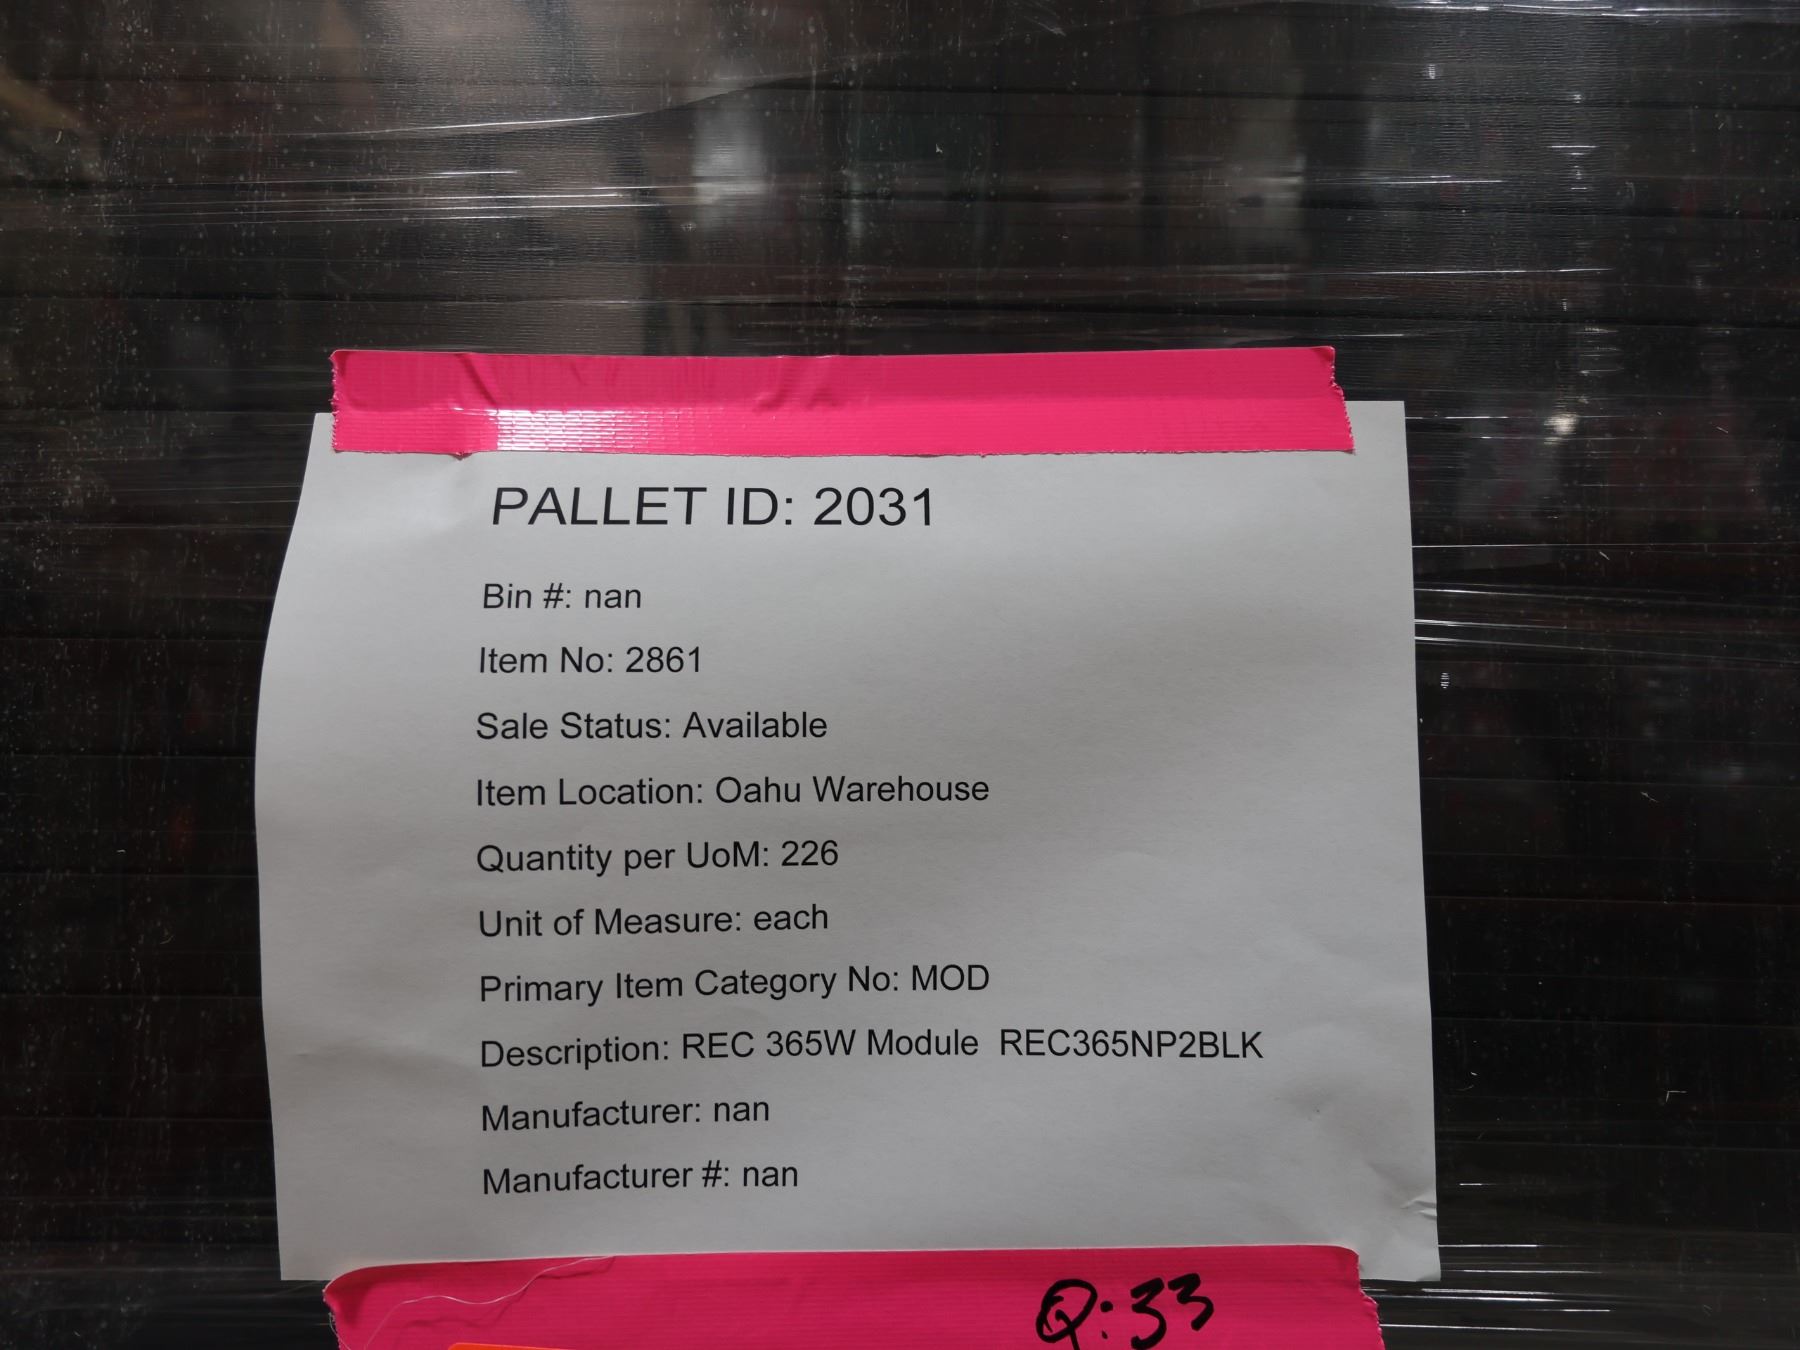 PALLET ID: 2031
Bin #: nan
Item No: 2861
Sale Status: Available
Item Location: Oahu Warehouse
Quantity per UoM: 226
Unit of Measure: each
Primary Item Category No: MOD
Description: REC 365W Module  REC365NP2BLK
Manufacturer: nan
Manufacturer #: nan
Q:33